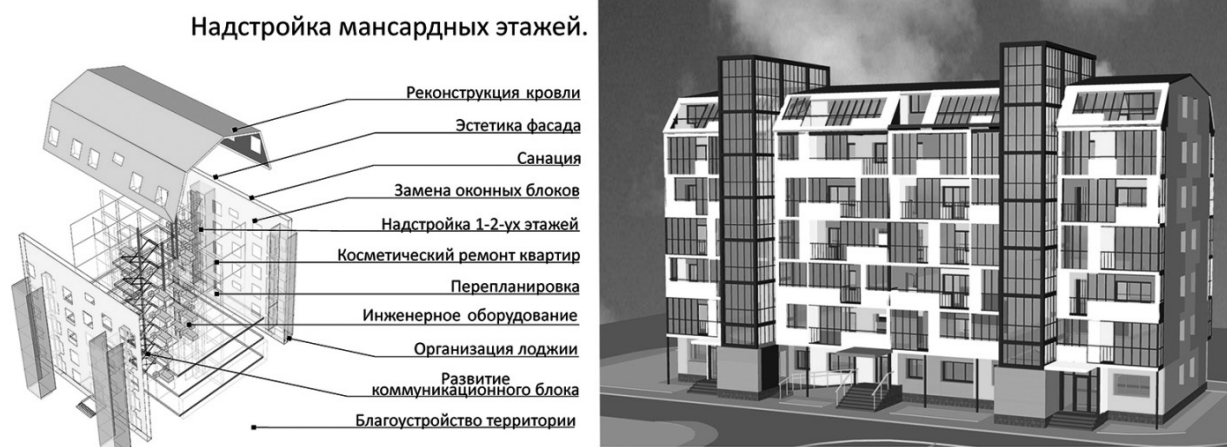 Надстройка мансардных этажей.
Реконструкция кровли
Эстетика фасада
Санация
Замена оконных блоков
Надстройка 1-2-ух этажей
Косметический ремонт квартир
Перепланировка
Инженерное оборудование
Организация лоджии
Развитие
коммуникационного блока
Благоустройство территории